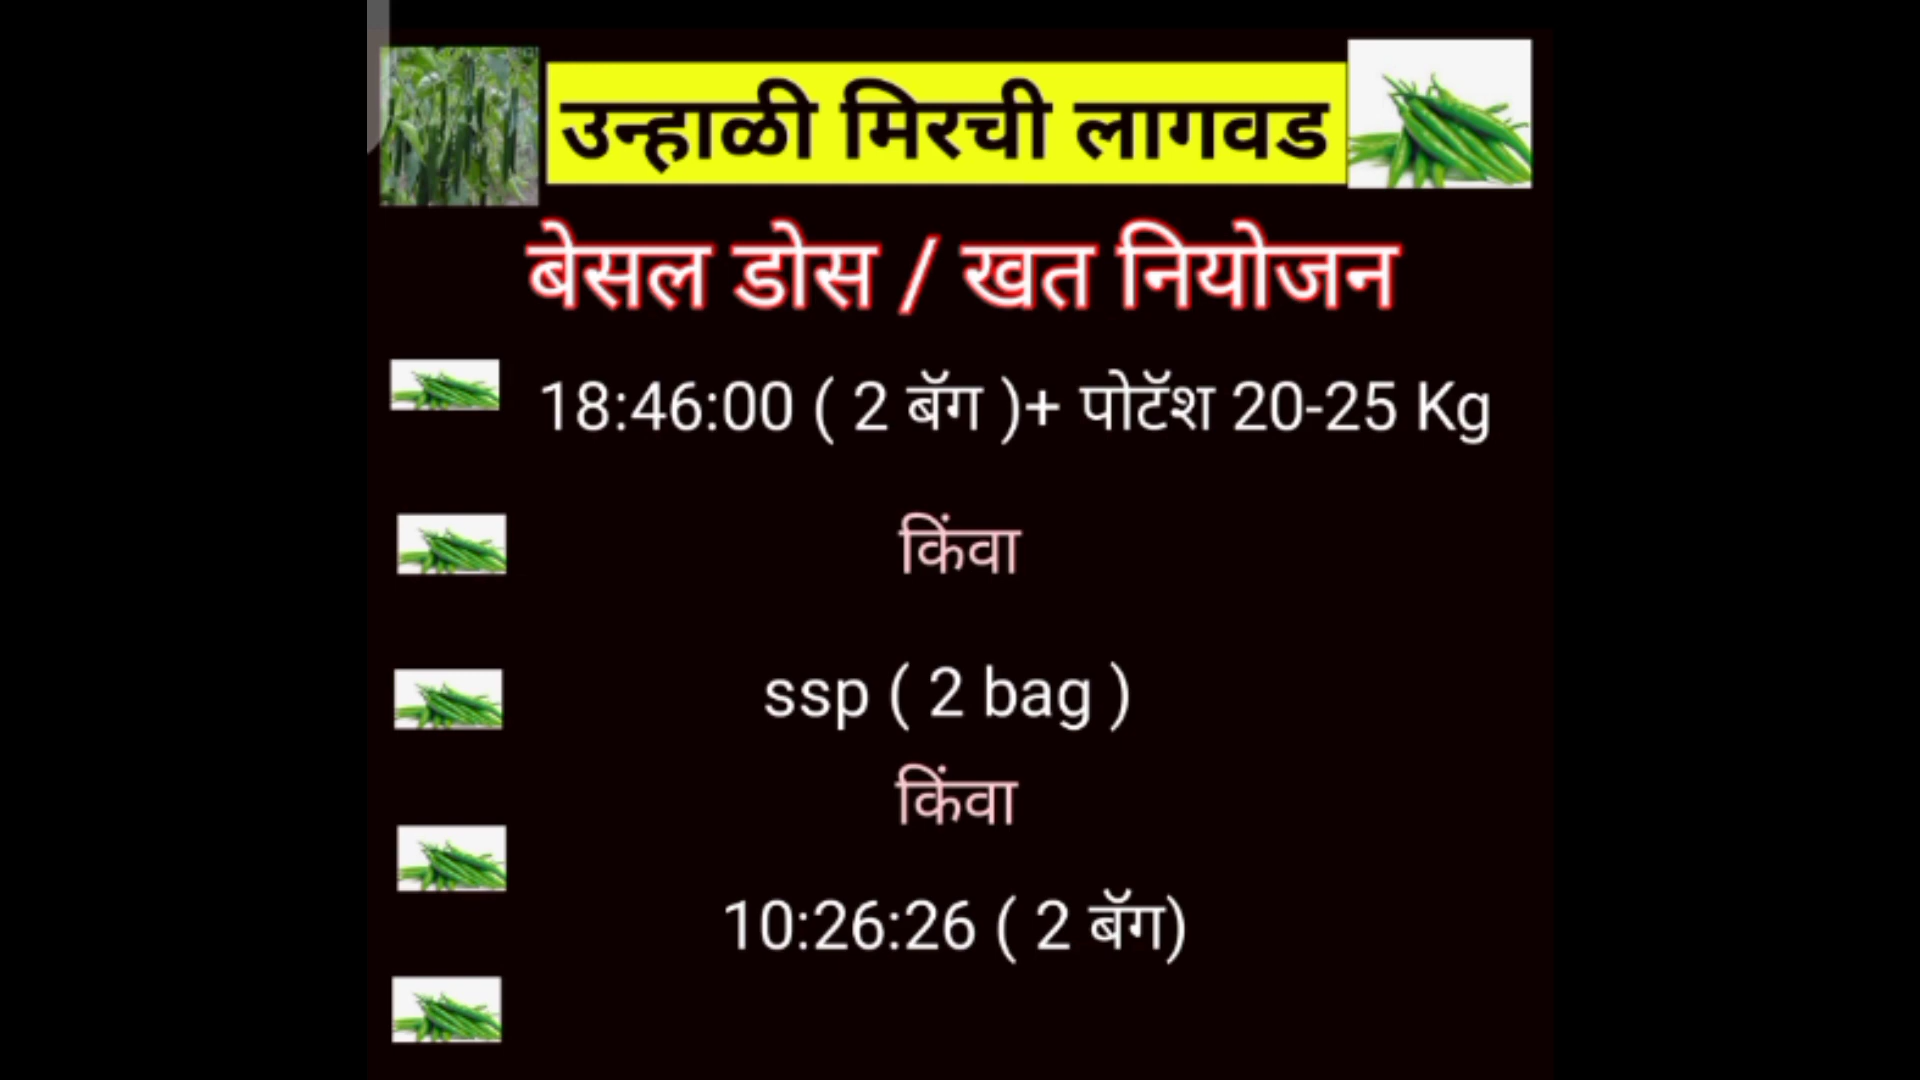 उन्हाळी मिरची लागवड
बेसल डोस / खत नियोजन
18:46:00 ( 2 बॅग )+ पोटॅश 20-25 Kg
किंवा
ssp ( 2 bag )
किंवा
10:26:26 ( 2 बॅग)